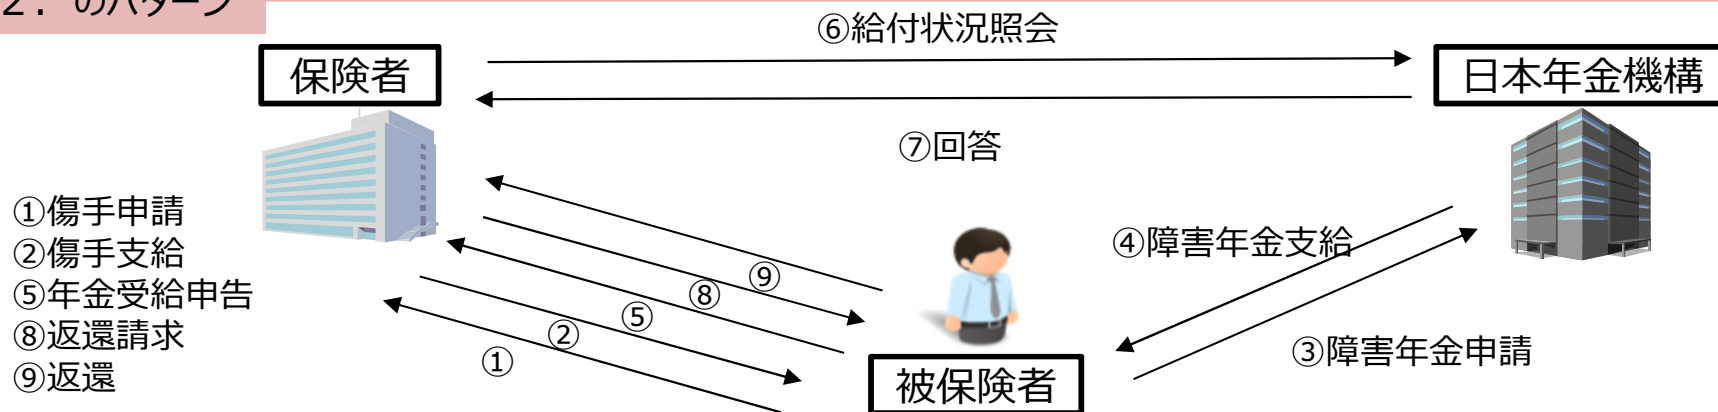 ２．のパターン
⑥給付状況照会
保険者
日本年金機構
⑦回答
①傷手申請
②傷手支給
⑤年金受給申告
⑧返還請求
⑨返還
④障害年金支給
⑨
⑧
⑤
②
①
③障害年金申請
被保険者